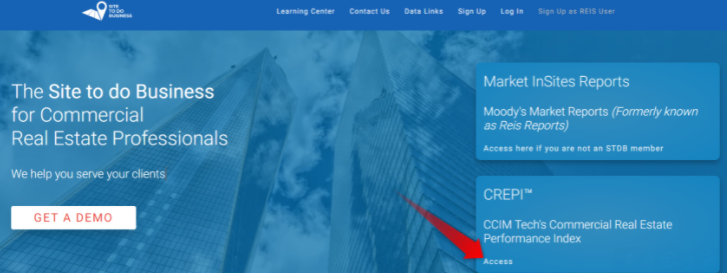 SITE
TO DO
BUSINESS
Learning Center Contact Us Data Links Sign Up Log In Sign Up as REIS User
The Site to do Business
for Commercial
Real Estate Professionals
We help you serve your clients
GET A DEMO
Market InSites Reports
Moody's Market Reports (Formerly known
as Reis Reports)
Access here if you are not an STDB member
CREPI™
CCIM Tech's Commercial Real Estate
Performance Index
Access